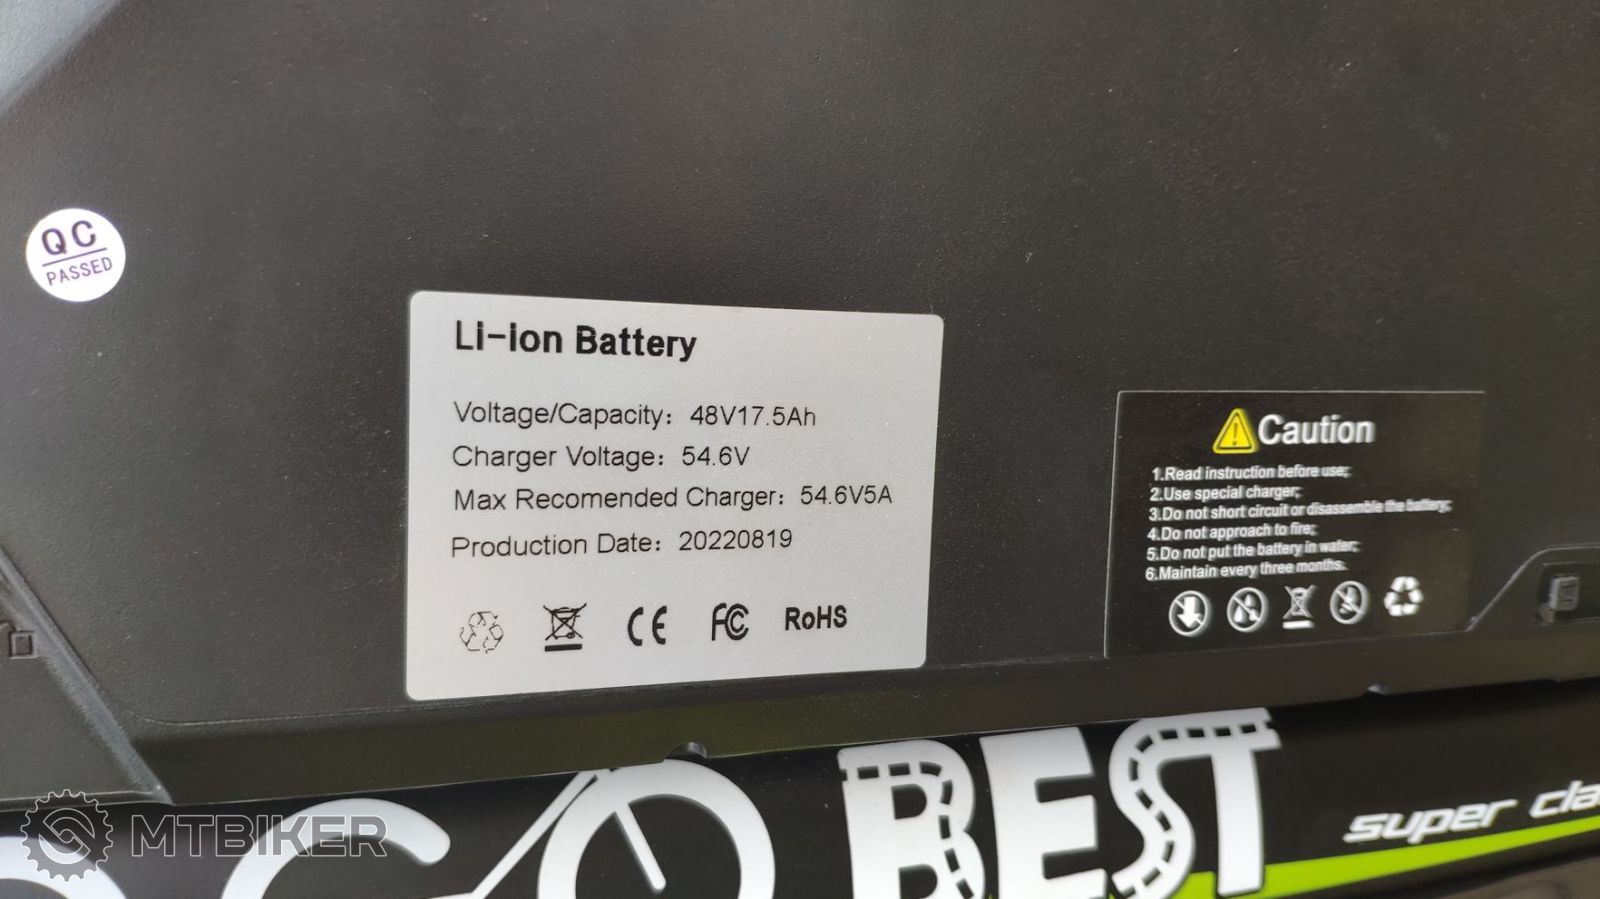 QC
PASSED
Li-Ion Battery
Voltage/Capacity: 48V17.5Ah
Charger Voltage: 54.6V
Max Recomended Charger: 54.6V5A
Production Date: 20220819
CE FC RoHS
Caution
1.Read instruction before use;
2.Use special charger;
3.Do not short circuit or disassemble the battery;
4.Do not approach to fire;
5.Do not put the battery in water;
6.Maintain every three months.
BEST
super
MTBIKER